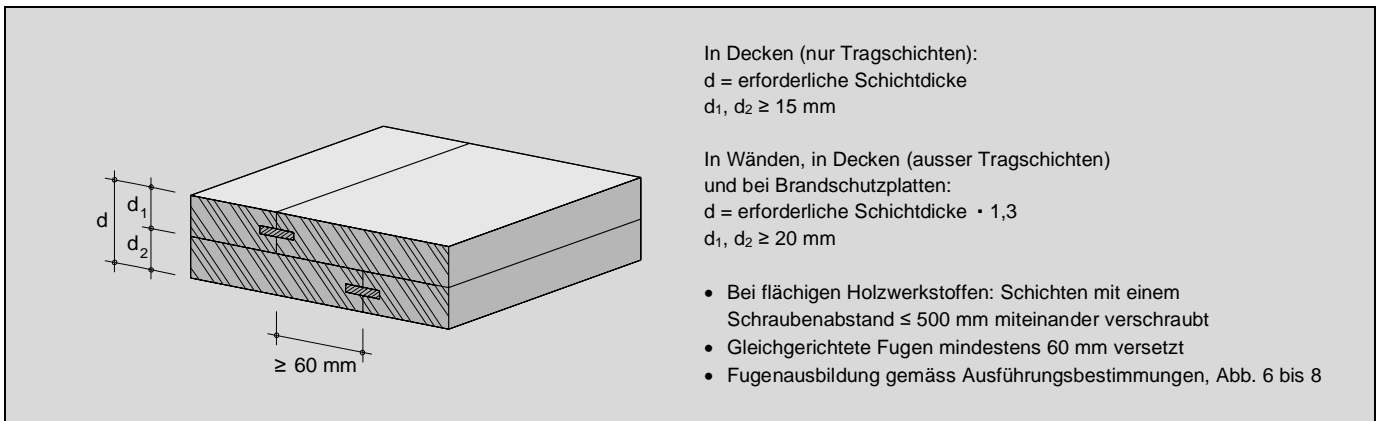 In Decken (nur Tragschichten):
d = erforderliche Schichtdicke
d₁, d₂ ≥ 15 mm
In Wänden, in Decken (ausser Tragschichten)
und bei Brandschutzplatten:
d = erforderliche Schichtdicke · 1,3
d₁, d₂ ≥ 20 mm
• Bei flächigen Holzwerkstoffen: Schichten mit einem
Schraubenabstand ≤ 500 mm miteinander verschraubt
• Gleichgerichtete Fugen mindestens 60 mm versetzt
• Fugenausbildung gemäss Ausführungsbestimmungen, Abb. 6 bis 8
d
d₁
d₂
≥ 60 mm